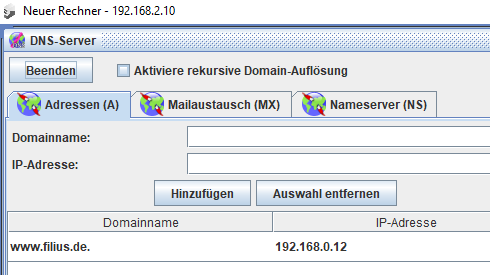 Neuer Rechner - 192.168.2.10
DNS-Server
Beenden
Aktiviere rekursive Domain-Auflösung
Adressen (A) Mailaustausch (MX) Nameserver (NS)
Domainname:
IP-Adresse:
Hinzufügen Auswahl entfernen
Domainname IP-Adresse
www.filius.de. 192.168.0.12